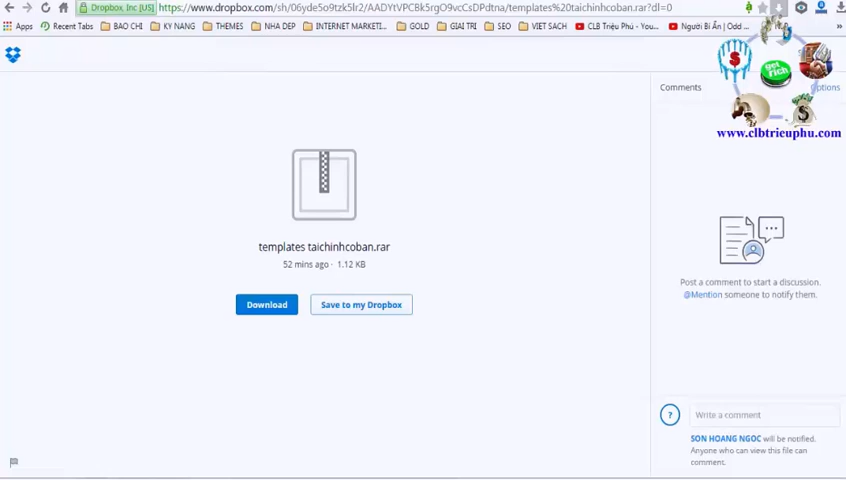 Dropbox, Inc [US]
https://www.dropbox.com/sh/06yde5o9tzk5lr2/AADYtVPCBk5rgO9vcCsDPdtna/templates%20taichinhcoban.rar?dl=0
Apps
Recent Tabs
BAO CHI
KY NANG
THEMES
NHA DEP
INTERNET MARKETI...
GOLD
GIAI TRI
SEO
VIET SACH
CLB Triệu Phú - You...
Người Bí Ẩn | Odd ...
»
$
get rich
$
Comments
Options
www.clbtrieuphu.com
templates taichinhcoban.rar
52 mins ago · 1.12 KB
Download
Save to my Dropbox
Post a comment to start a discussion.
@Mention someone to notify them.
?
Write a comment
SON HOANG NGOC will be notified.
Anyone who can view this file can
comment.